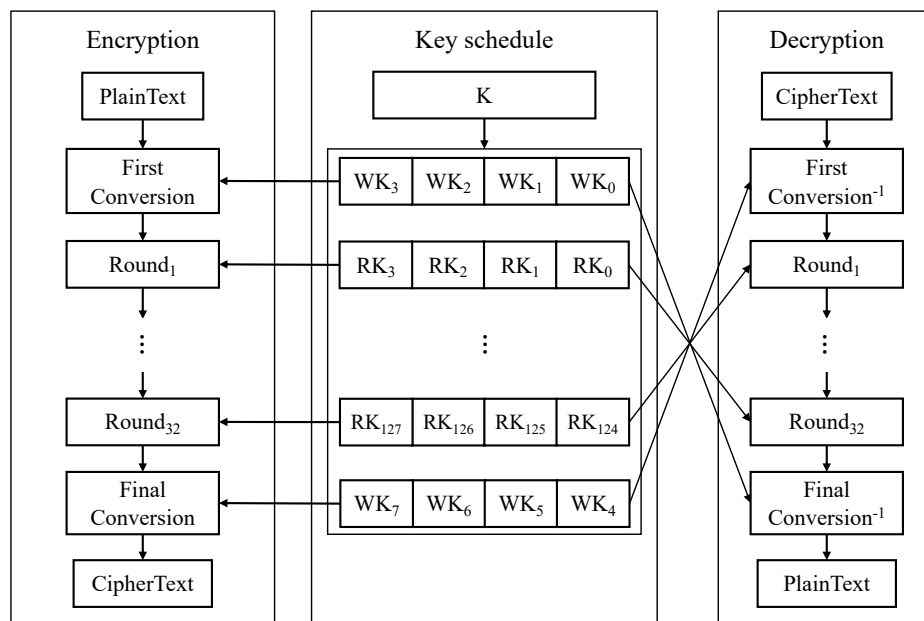 Encryption
PlainText
First
Conversion
Round₁
⋮
Round₃₂
Final
Conversion
CipherText
Key schedule
K
WK₃ WK₂ WK₁ WK₀
RK₃ RK₂ RK₁ RK₀
⋮
RK₁₂₇ RK₁₂₆ RK₁₂₅ RK₁₂₄
WK₇ WK₆ WK₅ WK₄
Decryption
CipherText
First
Conversion⁻¹
Round₁
⋮
Round₃₂
Final
Conversion⁻¹
PlainText